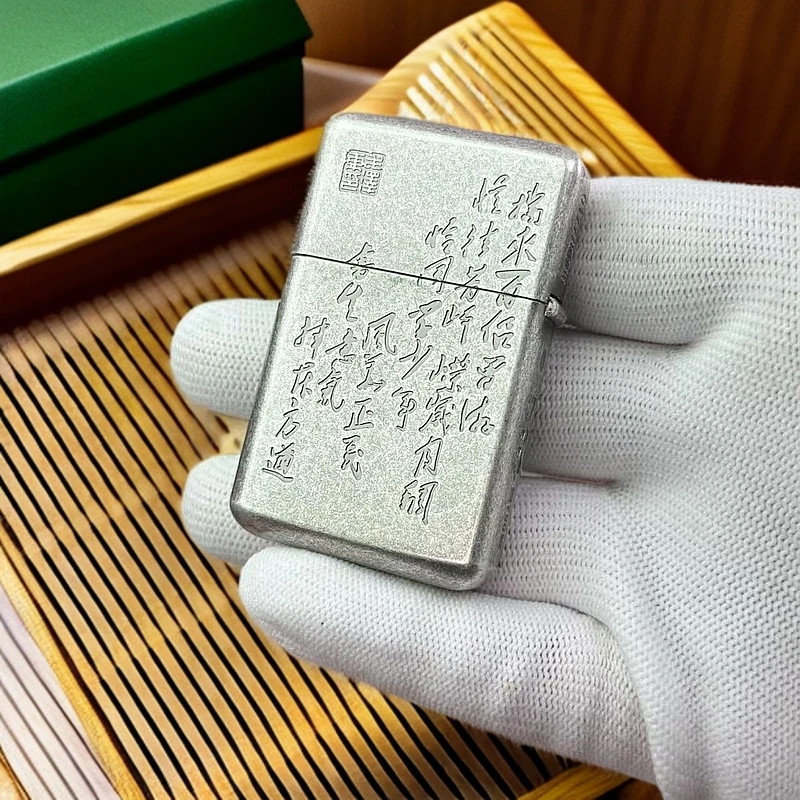 携来百侣曾游
忆往昔峥嵘岁月稠
恰同学少年
风华正茂
书生意氣
挥斥方遒